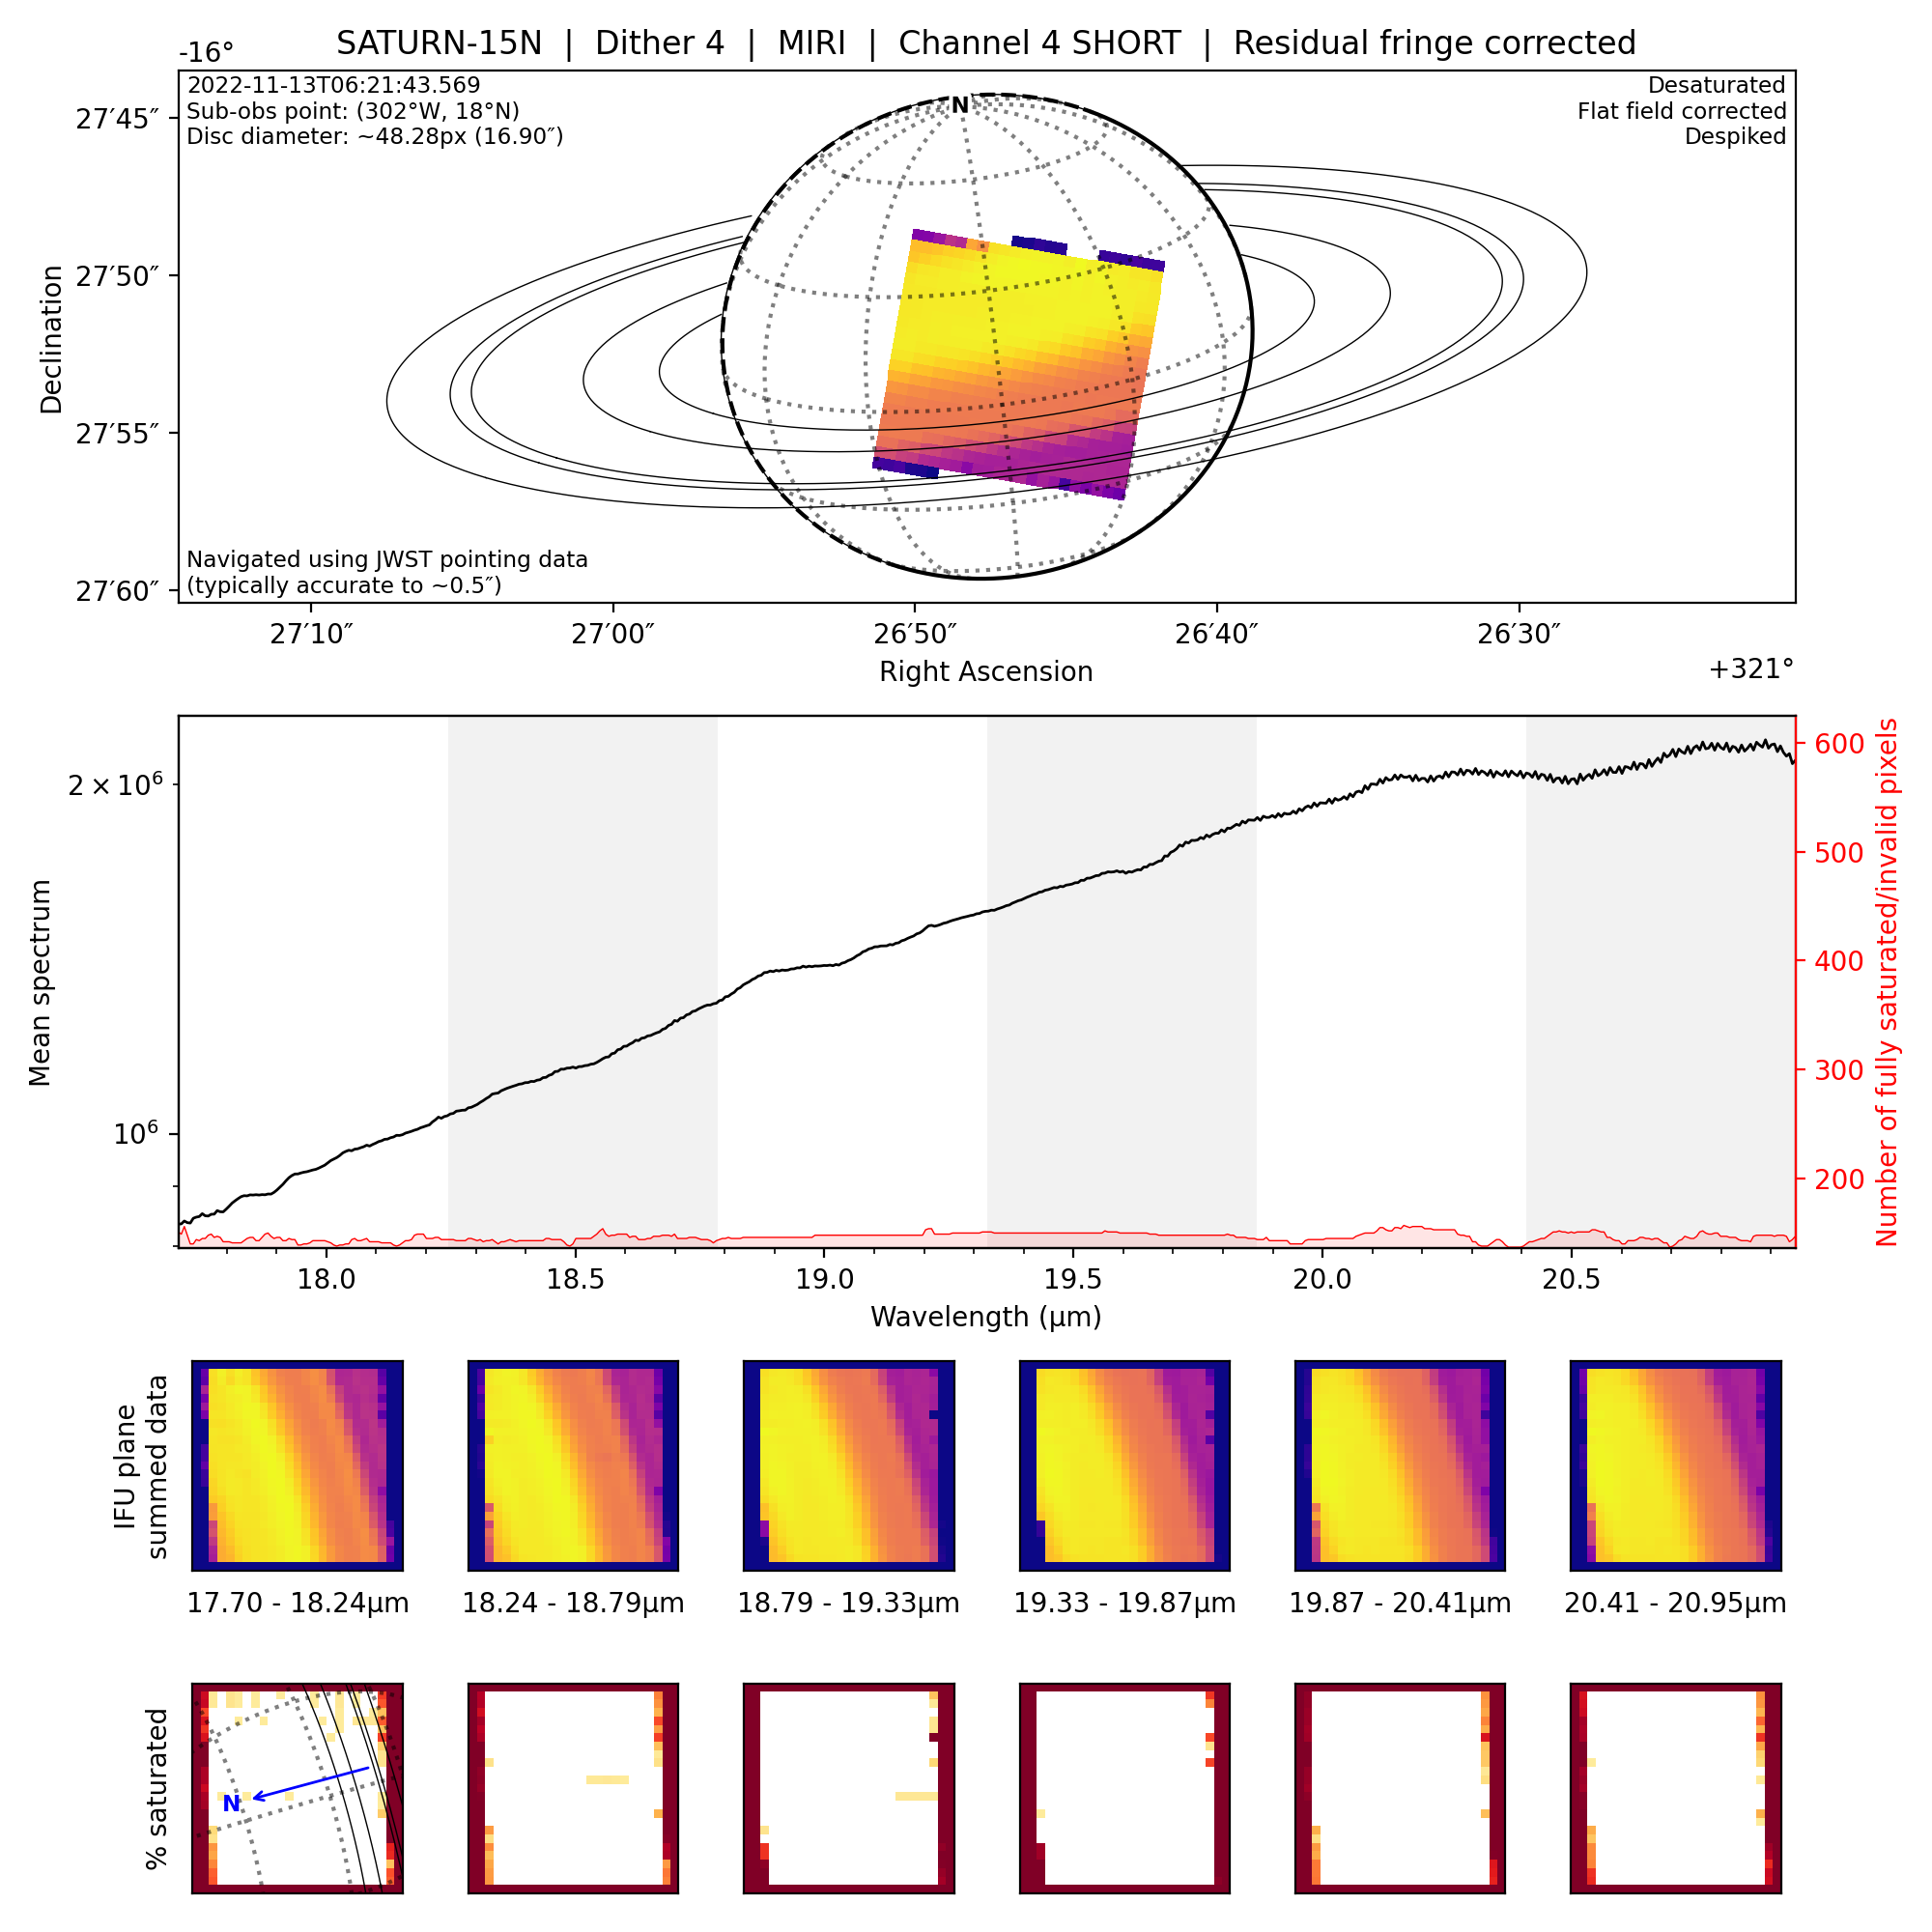 SATURN-15N | Dither 4 | MIRI | Channel 4 SHORT | Residual fringe corrected
-16°
2022-11-13T06:21:43.569
Sub-obs point: (302°W, 18°N)
Disc diameter: ~48.28px (16.90″)
Desaturated
Flat field corrected
Despiked
N
27′45″
27′50″
27′55″
27′60″
Declination
Navigated using JWST pointing data
(typically accurate to ~0.5″)
27′10″ 27′00″ 26′50″ 26′40″ 26′30″
Right Ascension
+321°
2 × 10⁶
10⁶
Mean spectrum
600
500
400
300
200
Number of fully saturated/invalid pixels
18.0 18.5 19.0 19.5 20.0 20.5
Wavelength (µm)
IFU plane
summed data
17.70 - 18.24µm 18.24 - 18.79µm 18.79 - 19.33µm 19.33 - 19.87µm 19.87 - 20.41µm 20.41 - 20.95µm
% saturated
N